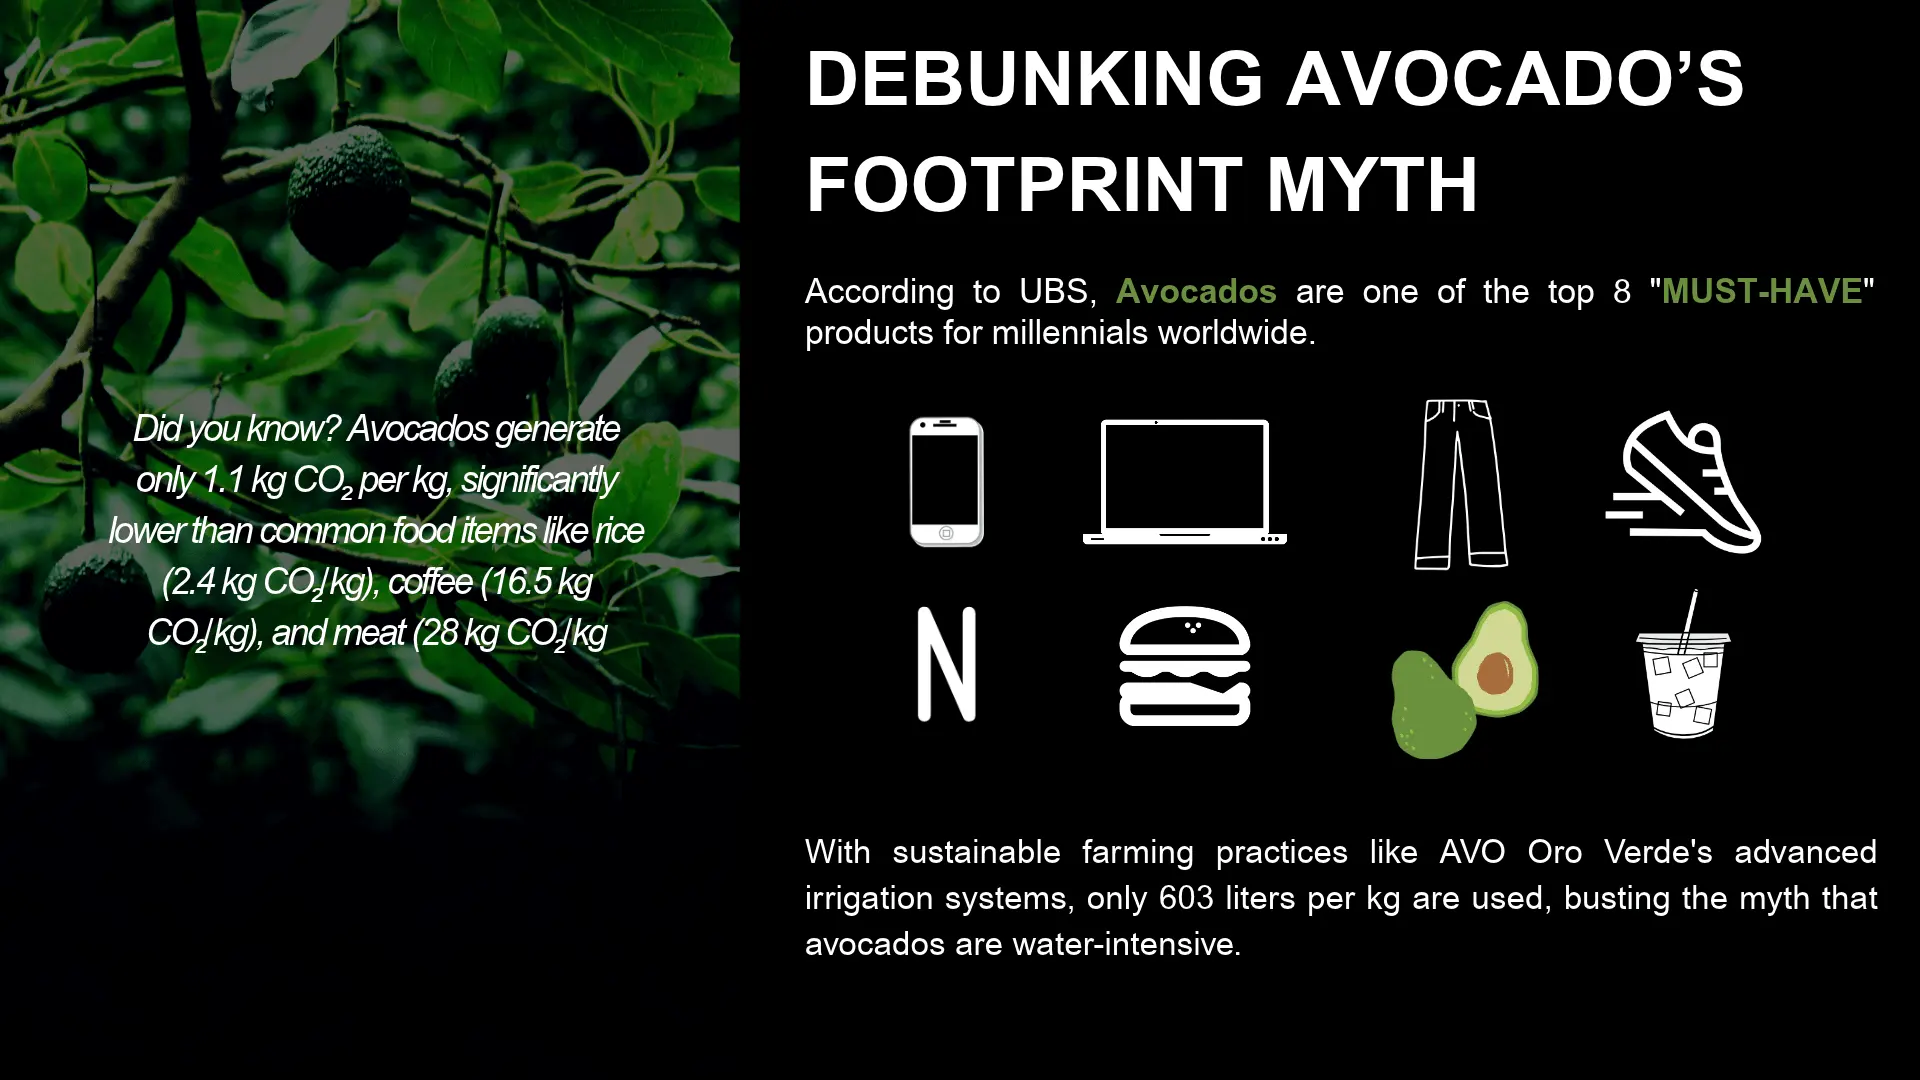 DEBUNKING AVOCADO’S
FOOTPRINT MYTH
According to UBS, Avocados are one of the top 8 "MUST-HAVE"
products for millennials worldwide.
N
Did you know? Avocados generate
only 1.1 kg CO₂ per kg, significantly
lower than common food items like rice
(2.4 kg CO₂/kg), coffee (16.5 kg
CO₂/kg), and meat (28 kg CO₂/kg
With sustainable farming practices like AVO Oro Verde's advanced
irrigation systems, only 603 liters per kg are used, busting the myth that
avocados are water-intensive.